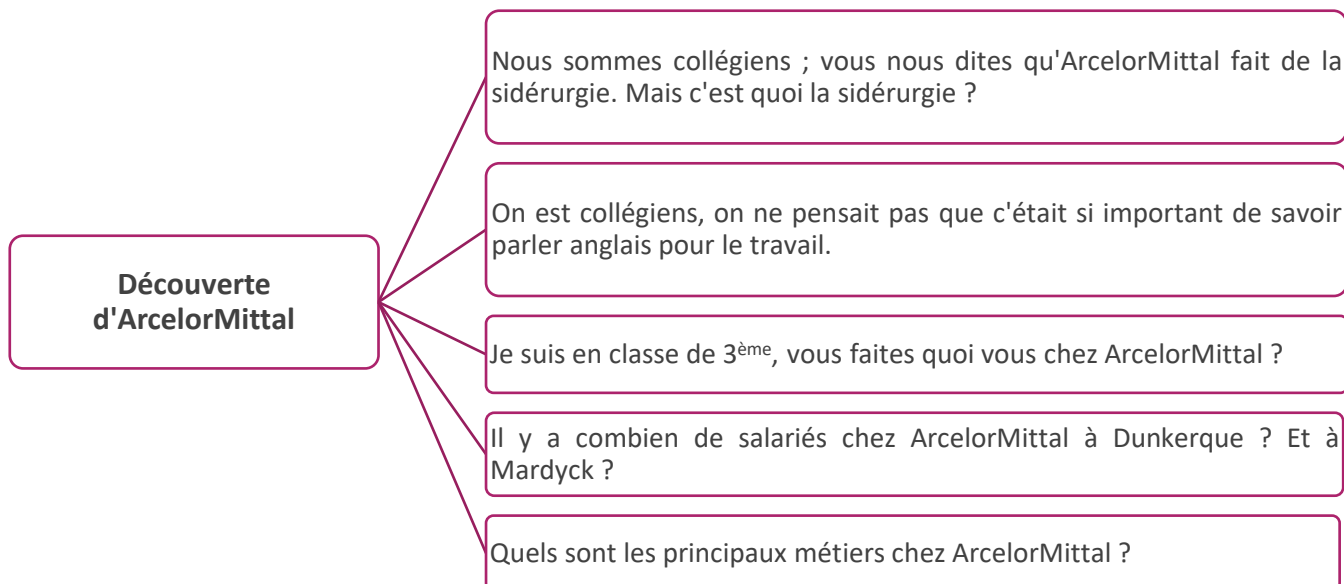 Découverte
d'ArcelorMittal
Nous sommes collégiens ; vous nous dites qu'ArcelorMittal fait de la
sidérurgie. Mais c'est quoi la sidérurgie ?
On est collégiens, on ne pensait pas que c'était si important de savoir
parler anglais pour le travail.
Je suis en classe de 3ème, vous faites quoi vous chez ArcelorMittal ?
Il y a combien de salariés chez ArcelorMittal à Dunkerque ? Et à
Mardyck ?
Quels sont les principaux métiers chez ArcelorMittal ?